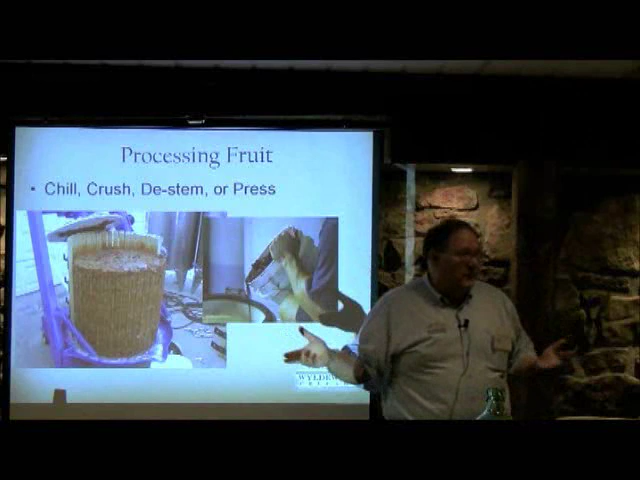 Processing Fruit
• Chill, Crush, De-stem, or Press